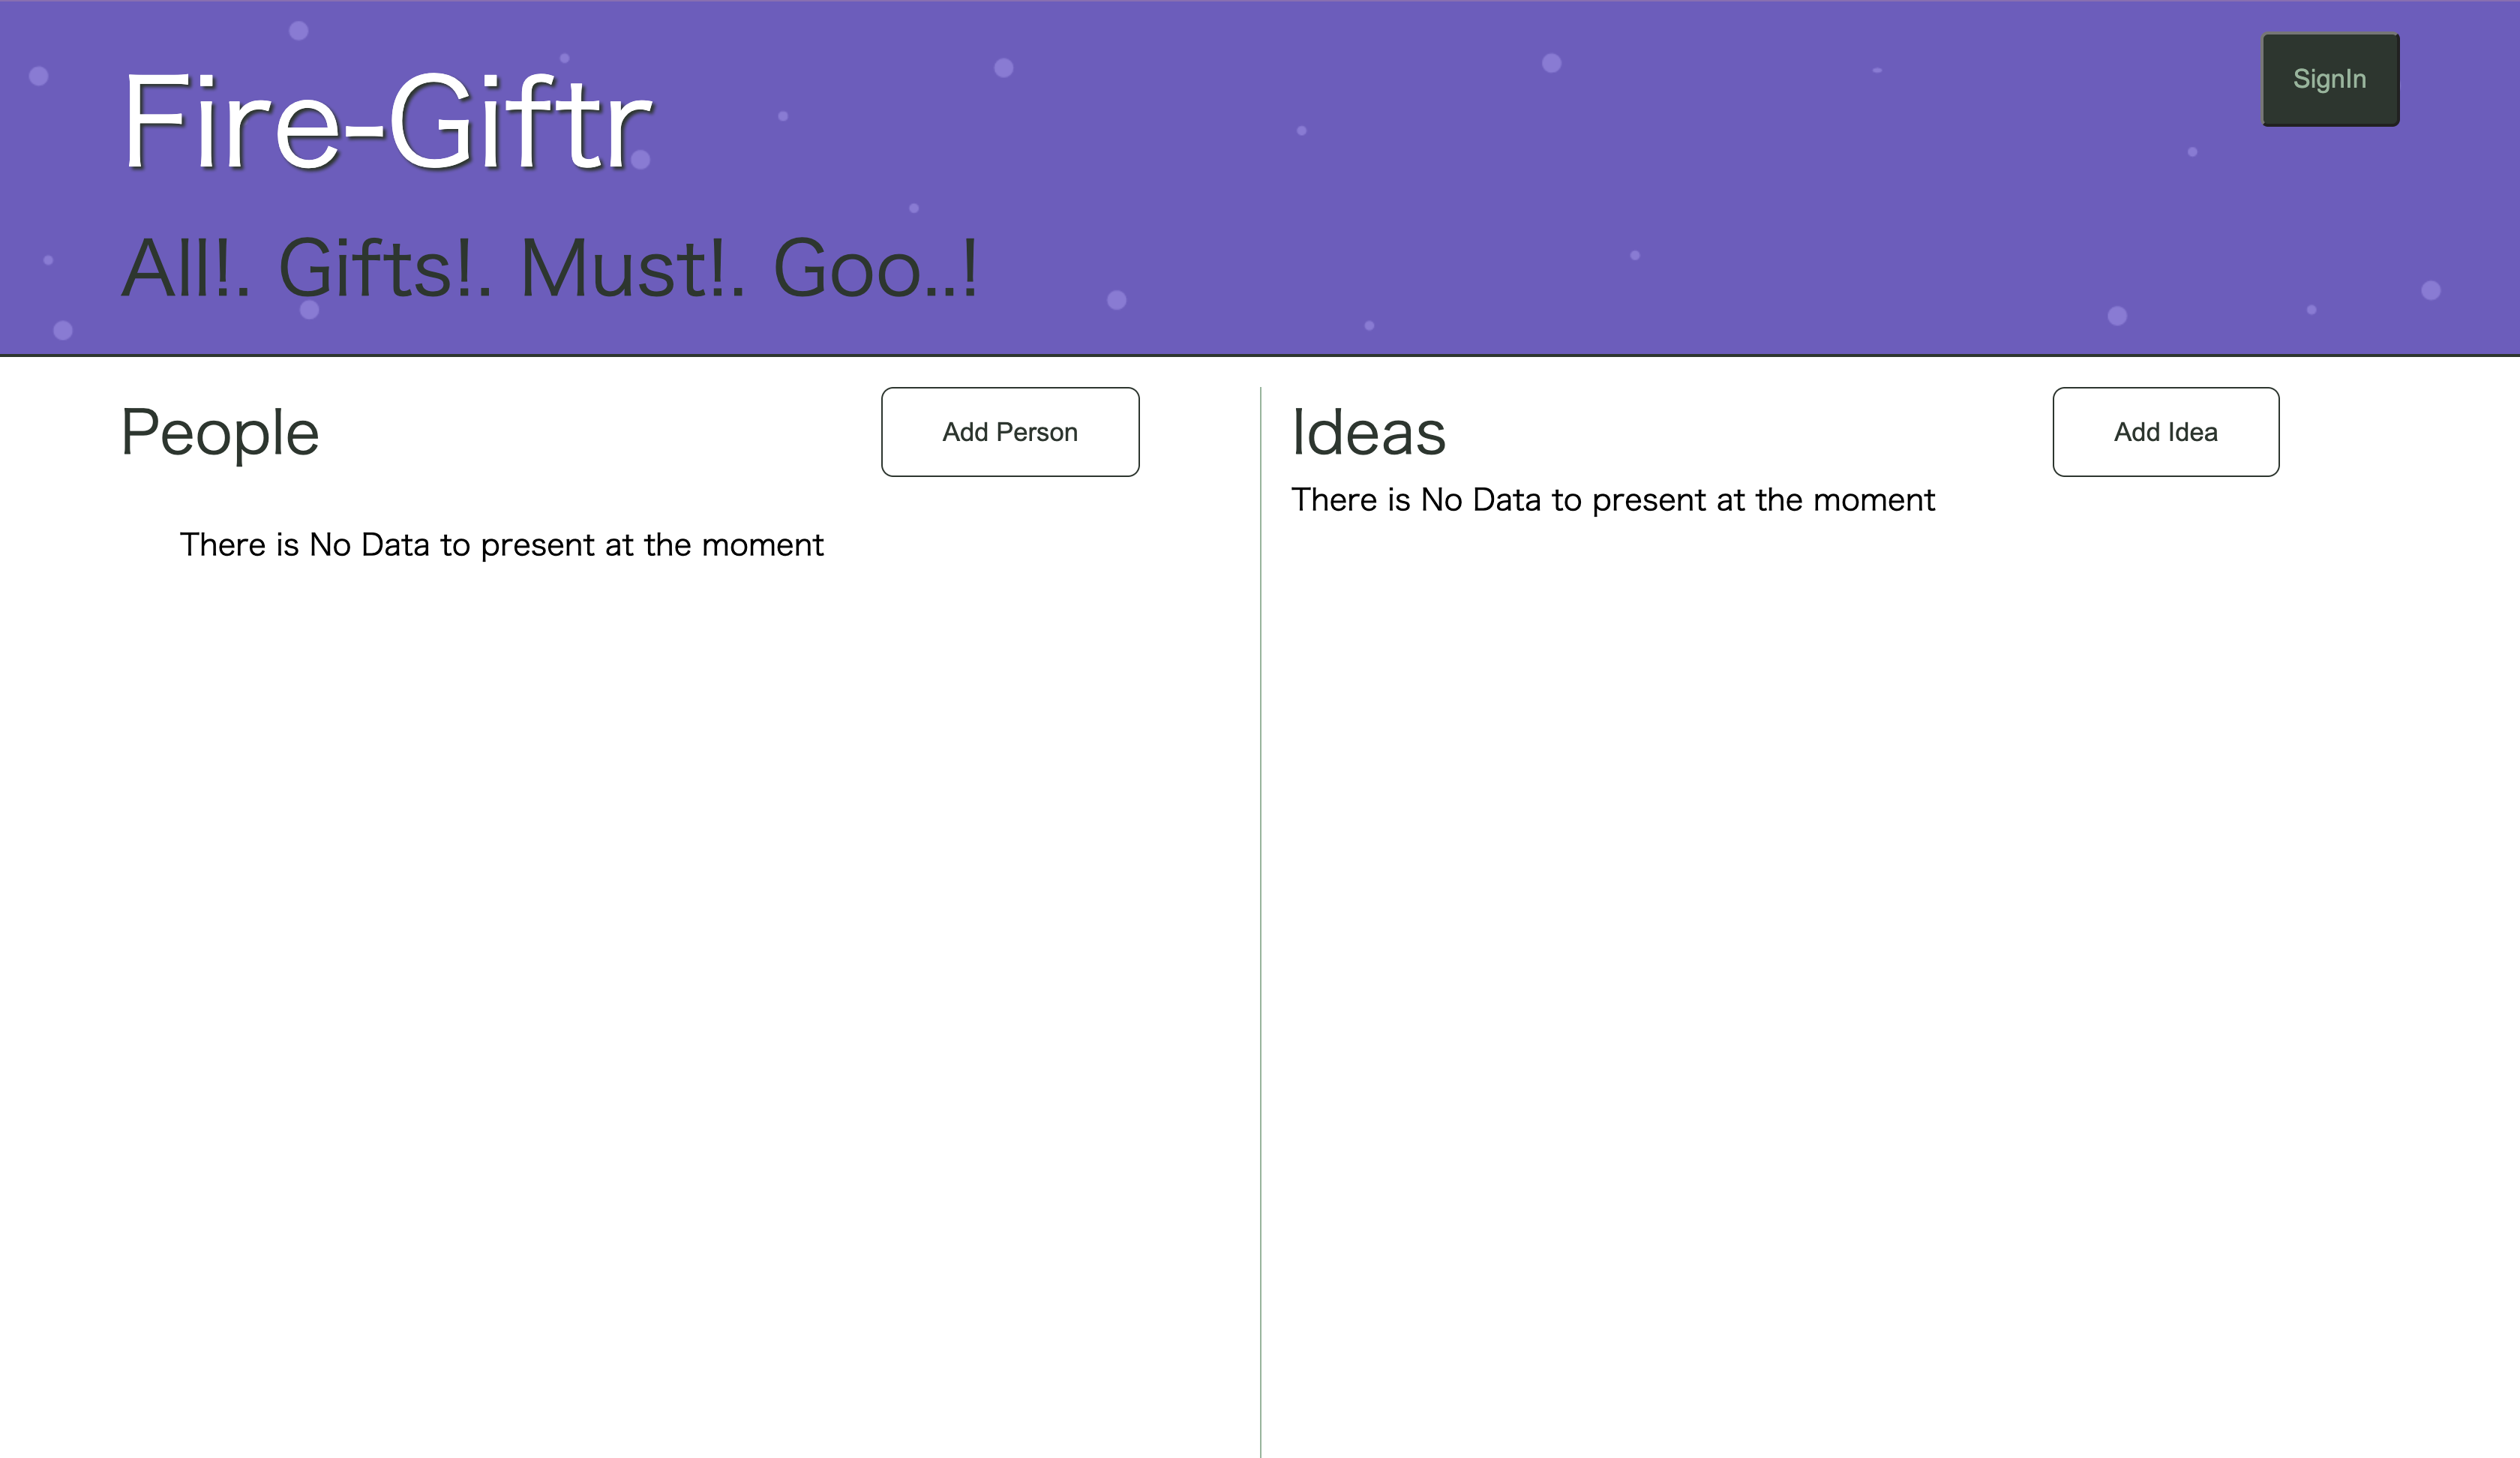 Fire-Giftr
SignIn
All!. Gifts!. Must!. Goo..!
People
Add Person
There is No Data to present at the moment
Ideas
Add Idea
There is No Data to present at the moment